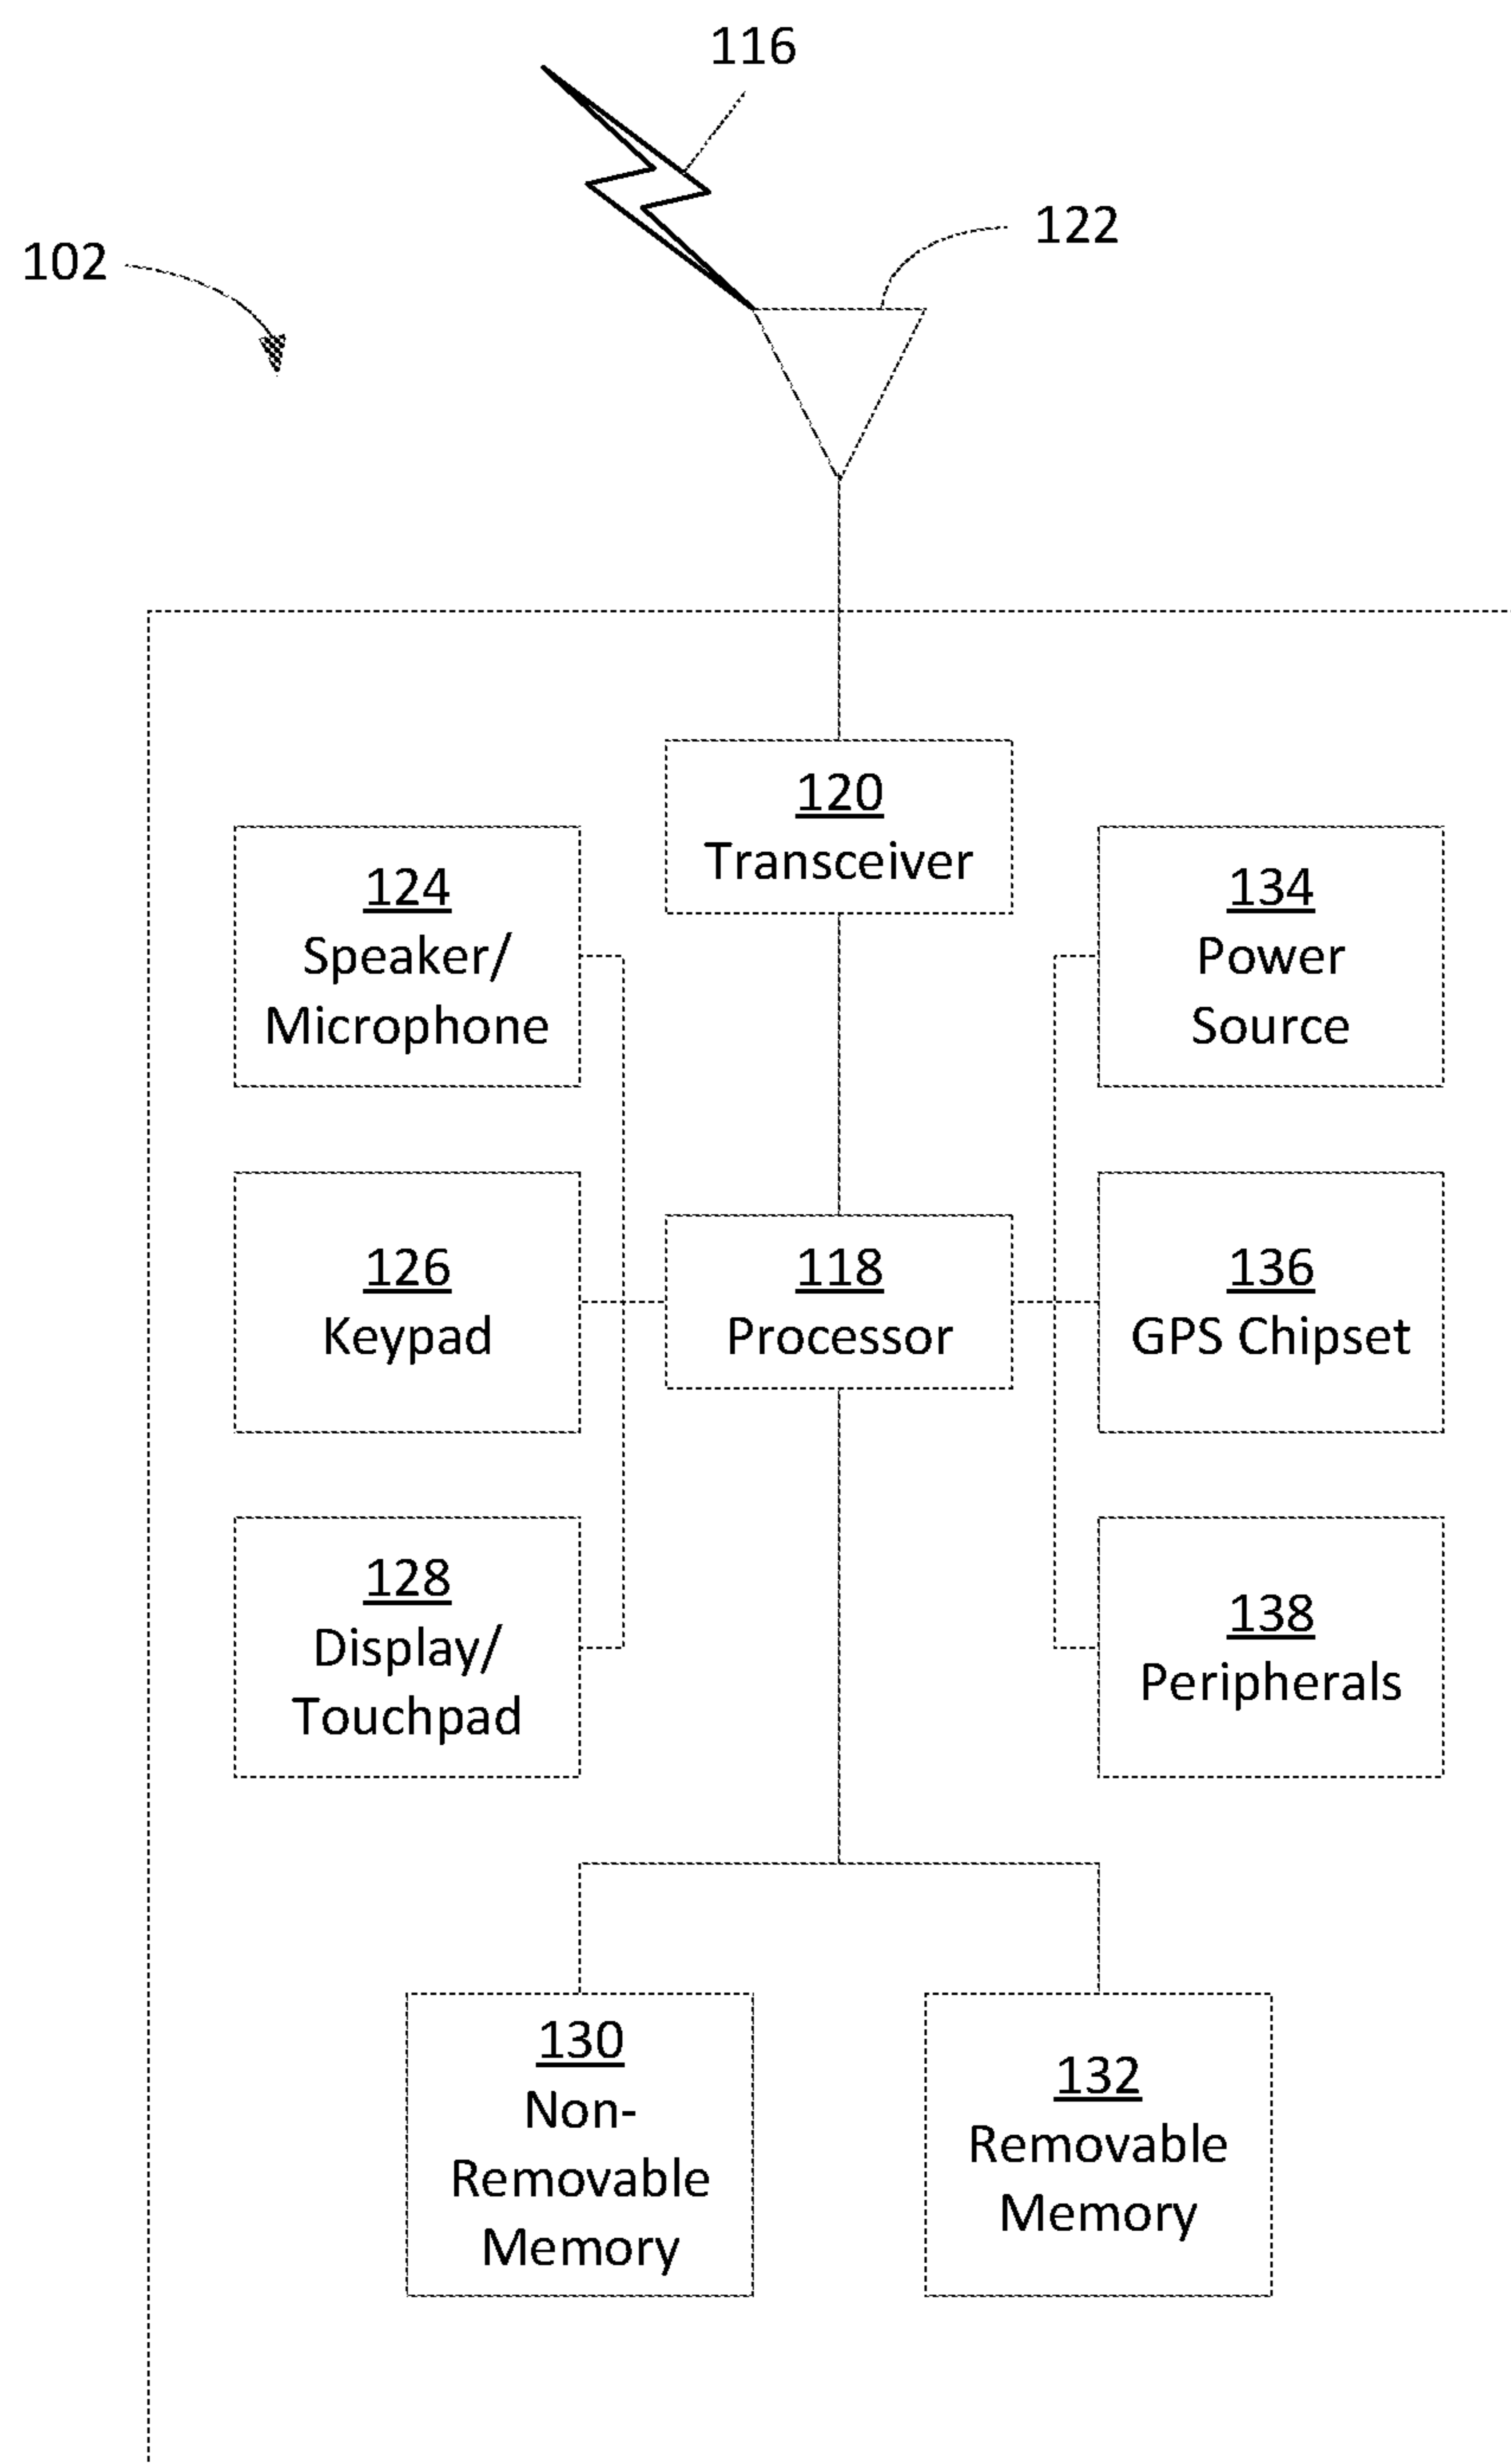 116
122
102
120
Transceiver
124
Speaker/
Microphone
134
Power
Source
126
Keypad
118
Processor
136
GPS Chipset
128
Display/
Touchpad
138
Peripherals
130
Non-
Removable
Memory
132
Removable
Memory